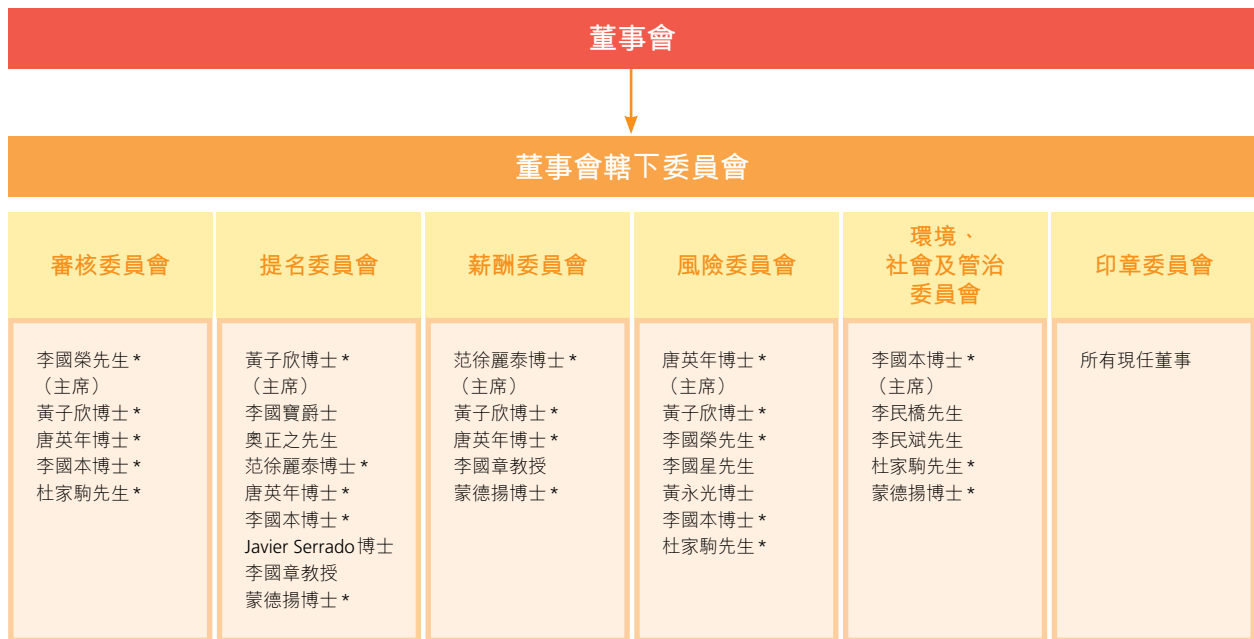 董事會
董事會轄下委員會
審核委員會
李國榮先生*
（主席）
黃子欣博士*
唐英年博士*
李國本博士*
杜家駒先生*
提名委員會
黃子欣博士*
（主席）
李國寶爵士
奧正之先生
范徐麗泰博士*
唐英年博士*
李國本博士*
Javier Serrado博士
李國章教授
蒙德揚博士*
薪酬委員會
范徐麗泰博士*
（主席）
黃子欣博士*
唐英年博士*
李國章教授
蒙德揚博士*
風險委員會
唐英年博士*
（主席）
黃子欣博士*
李國榮先生*
李國星先生
黃永光博士
李國本博士*
杜家駒先生*
環境、
社會及管治
委員會
李國本博士*
（主席）
李民橋先生
李民斌先生
杜家駒先生*
蒙德揚博士*
印章委員會
所有現任董事